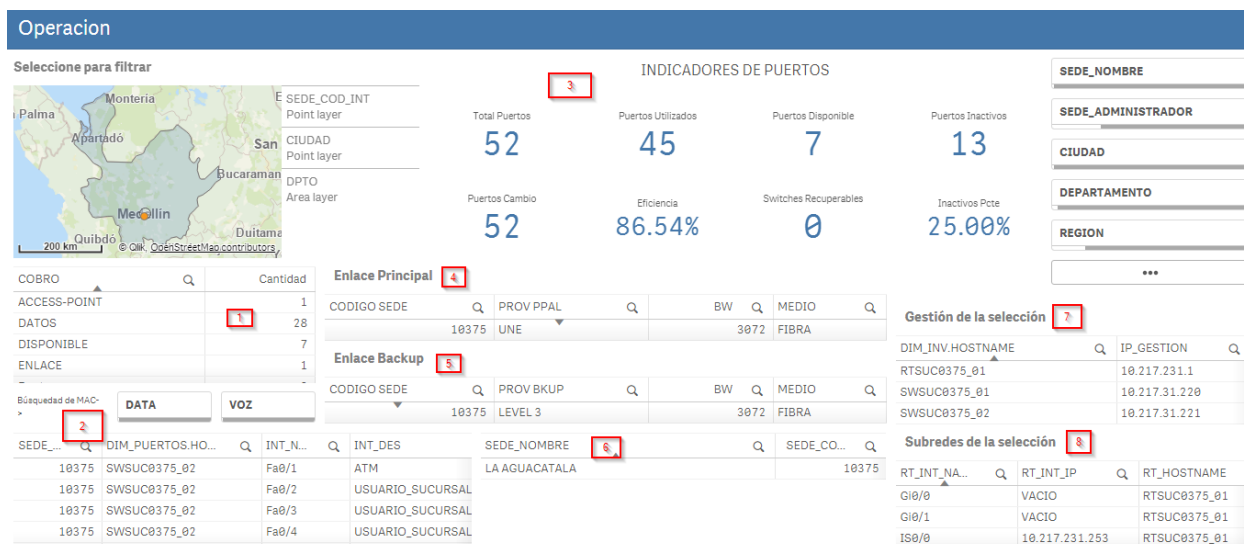 Operacion
Seleccione para filtrar
Monteria
Palma
Apartadó
San
Bucaraman
Medellin
Quibdó
Duitama
200 km
© Qlik, OpenStreetMap contributors
SEDE_COD_INT
Point layer
CIUDAD
Point layer
DPTO
Area layer
3
INDICADORES DE PUERTOS
Total Puertos
52
Puertos Utilizados
45
Puertos Disponible
7
Puertos Inactivos
13
Puertos Cambio
52
Eficiencia
86.54%
Switches Recuperables
0
Inactivos Pcte
25.00%
SEDE_NOMBRE
SEDE_ADMINISTRADOR
CIUDAD
DEPARTAMENTO
REGION
•••
COBRO Cantidad
ACCESS-POINT 1
DATOS 28
DISPONIBLE 7
ENLACE 1
1
Enlace Principal 4
CODIGO SEDE PROV PPAL BW MEDIO
10375 UNE 3072 FIBRA
Enlace Backup 5
CODIGO SEDE PROV BKUP BW MEDIO
10375 LEVEL 3 3072 FIBRA
Gestión de la selección 7
DIM_INV.HOSTNAME IP_GESTION
RTSUC0375_01 10.217.231.1
SWSUC0375_01 10.217.31.220
SWSUC0375_02 10.217.31.221
Búsquedad de MAC->
DATA
VOZ
2
SEDE_... DIM_PUERTOS.HO... INT_N... INT_DES
10375 SWSUC0375_02 Fa0/1 ATM
10375 SWSUC0375_02 Fa0/2 USUARIO_SUCURSAL
10375 SWSUC0375_02 Fa0/3 USUARIO_SUCURSAL
10375 SWSUC0375_02 Fa0/4 USUARIO_SUCURSAL
SEDE_NOMBRE 6 SEDE_CO...
LA AGUACATALA 10375
Subredes de la selección 8
RT_INT_NA... RT_INT_IP RT_HOSTNAME
Gi0/0 VACIO RTSUC0375_01
Gi0/1 VACIO RTSUC0375_01
IS0/0 10.217.231.253 RTSUC0375_01